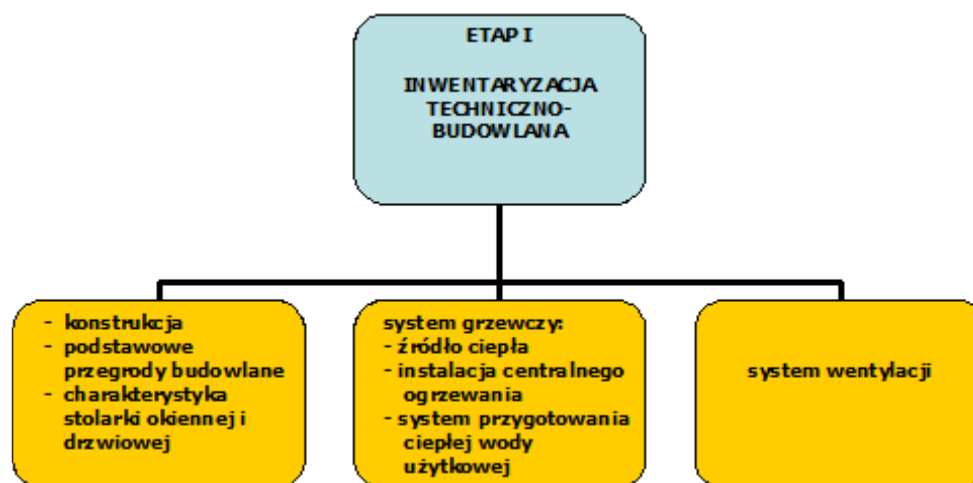 ETAP I
INWENTARYZACJA
TECHNICZNO-
BUDOWLANA
- konstrukcja
- podstawowe
przegrody budowlane
- charakterystyka
stolarki okiennej i
drzwiowej
system grzewczy:
- źródło ciepła
- instalacja centralnego
ogrzewania
- system przygotowania
ciepłej wody
użytkowej
system wentylacji